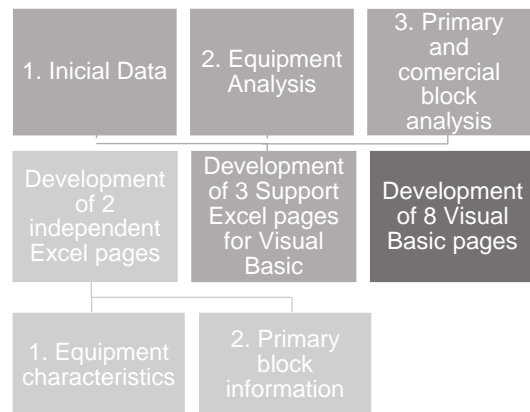 1. Inicial Data
2. Equipment
Analysis
3. Primary
and
comercial
block
analysis
Development
of 2
independent
Excel pages
Development
of 3 Support
Excel pages
for Visual
Basic
Development
of 8 Visual
Basic pages
1. Equipment
characteristics
2. Primary
block
information